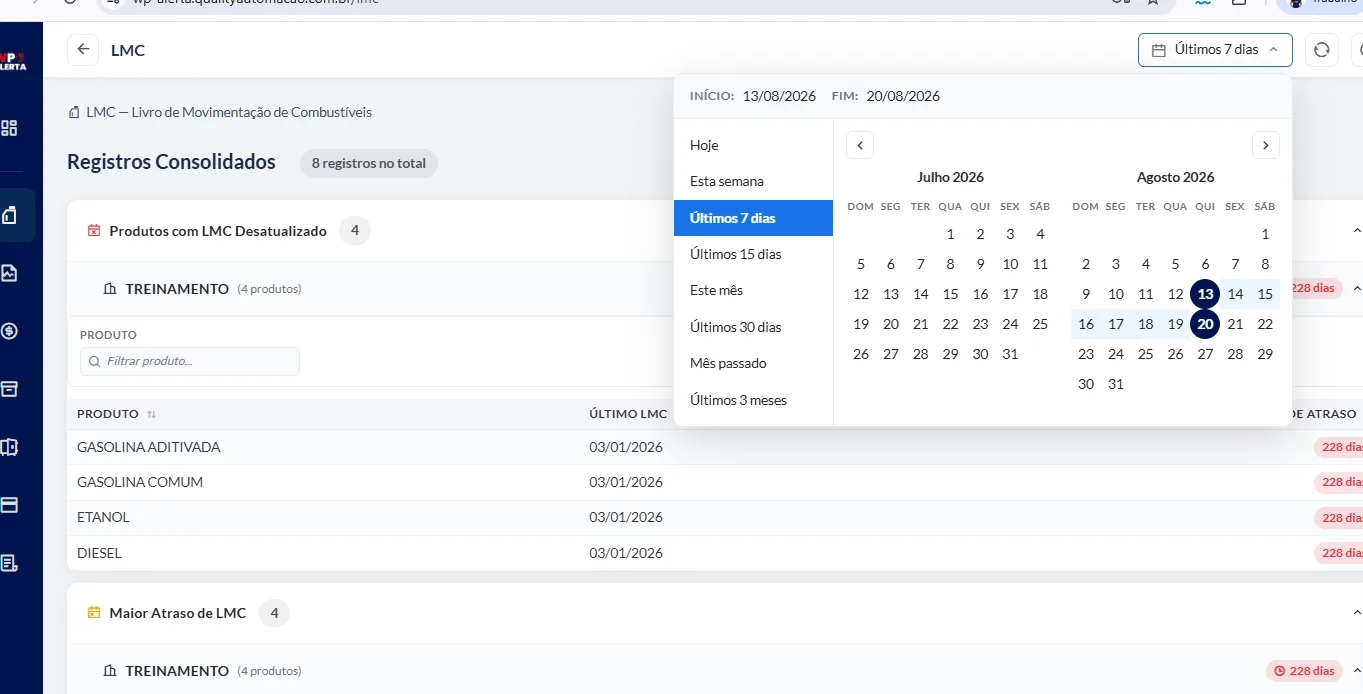 wp-alerta.qualityautomacao.com.br/lmc
LMC
Últimos 7 dias
INÍCIO: 13/08/2026 FIM: 20/08/2026
LMC — Livro de Movimentação de Combustíveis
Registros Consolidados
8 registros no total
Hoje
Esta semana
Últimos 7 dias
Últimos 15 dias
Este mês
Últimos 30 dias
Mês passado
Últimos 3 meses
Julho 2026
DOM SEG TER QUA QUI SEX SÁB
1 2 3 4
5 6 7 8 9 10 11
12 13 14 15 16 17 18
19 20 21 22 23 24 25
26 27 28 29 30 31
Agosto 2026
DOM SEG TER QUA QUI SEX SÁB
1
2 3 4 5 6 7 8
9 10 11 12 13 14 15
16 17 18 19 20 21 22
23 24 25 26 27 28 29
30 31
Produtos com LMC Desatualizado 4
TREINAMENTO (4 produtos) 228 dias
PRODUTO
Filtrar produto...
PRODUTO ÚLTIMO LMC DE ATRASO
GASOLINA ADITIVADA 03/01/2026 228 dias
GASOLINA COMUM 03/01/2026 228 dias
ETANOL 03/01/2026 228 dias
DIESEL 03/01/2026 228 dias
Maior Atraso de LMC 4
TREINAMENTO (4 produtos) 228 dias